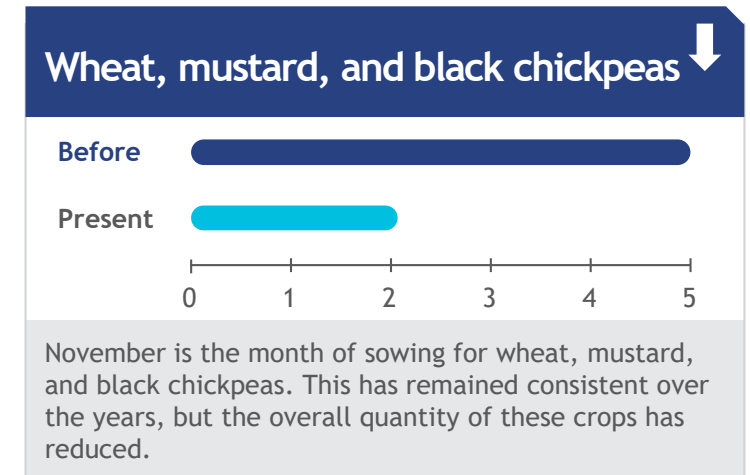 Wheat, mustard, and black chickpeas
Before
Present
0 1 2 3 4 5
November is the month of sowing for wheat, mustard,
and black chickpeas. This has remained consistent over
the years, but the overall quantity of these crops has
reduced.